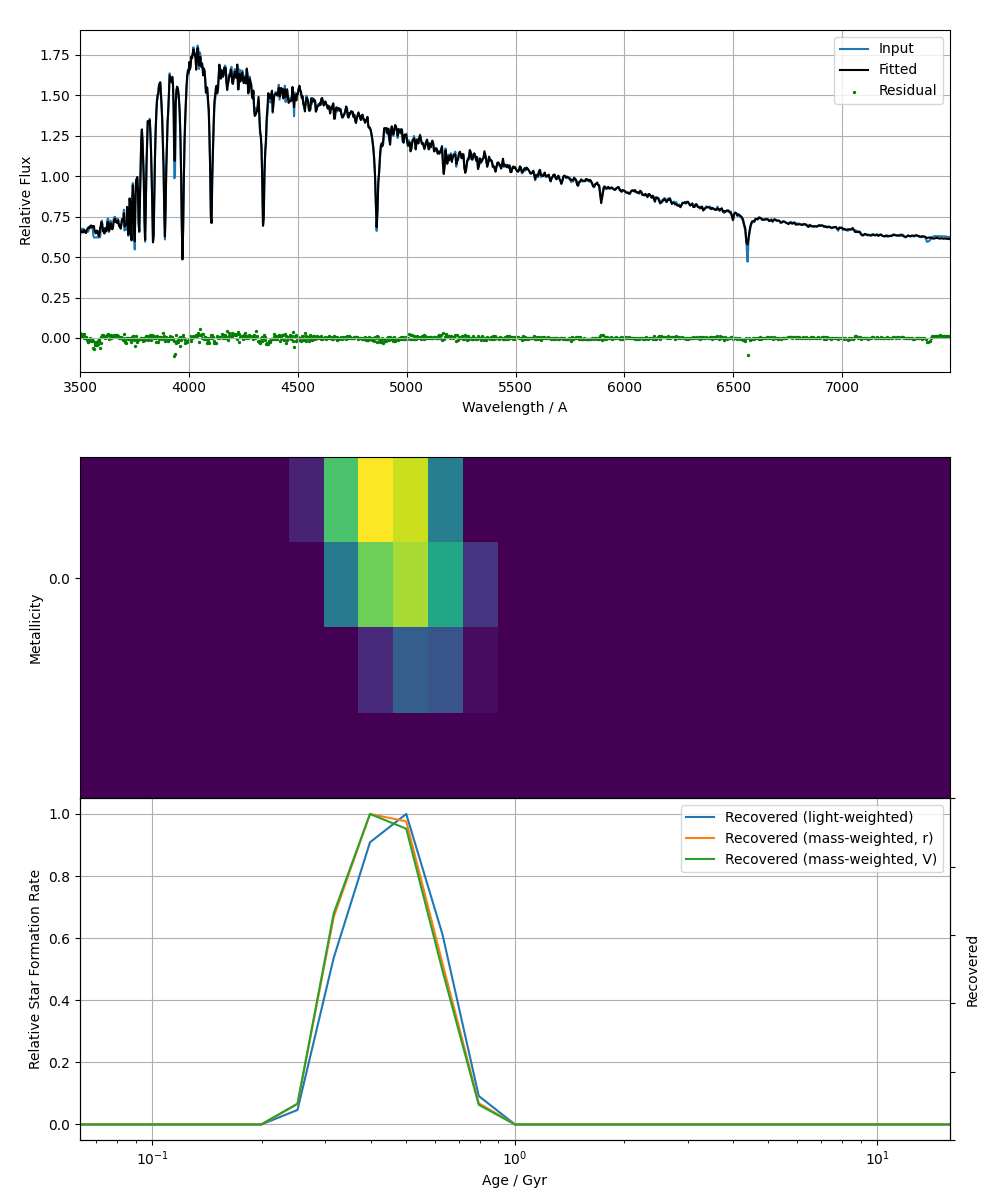 1.75
1.50
1.25
1.00
0.75
0.50
0.25
0.00
Relative Flux
Input
Fitted
Residual
3500 4000 4500 5000 5500 6000 6500 7000
Wavelength / A
0.0
Metallicity
1.0
0.8
0.6
0.4
0.2
0.0
Relative Star Formation Rate
Recovered (light-weighted)
Recovered (mass-weighted, r)
Recovered (mass-weighted, V)
Recovered
10⁻¹ 10⁰ 10¹
Age / Gyr